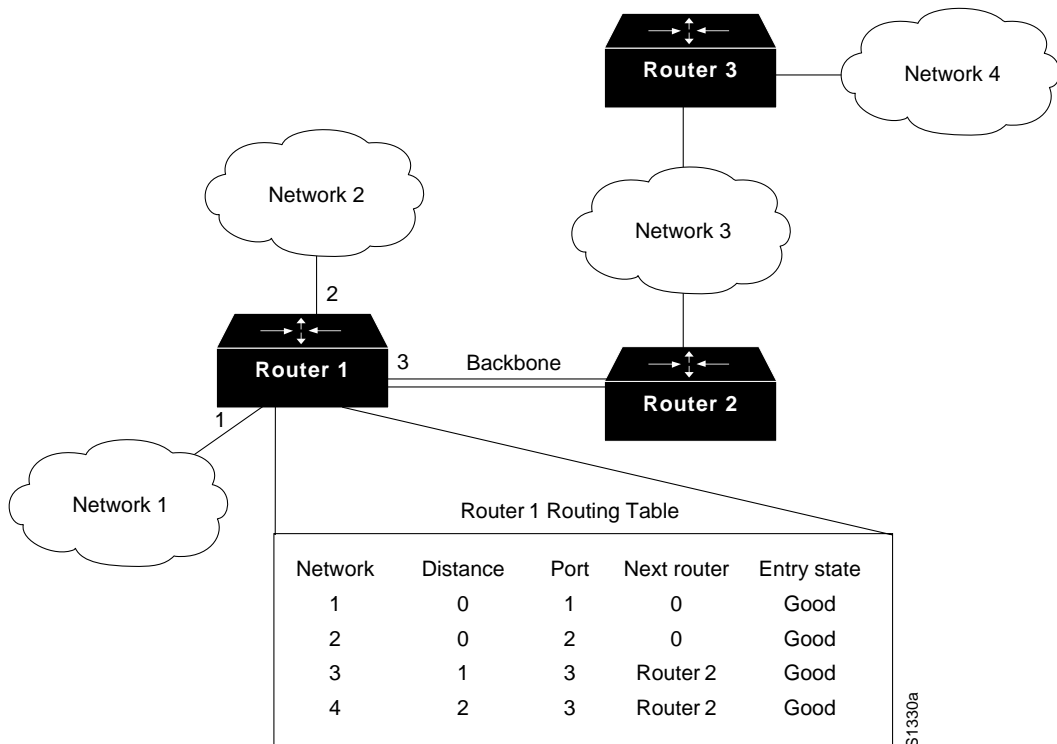 Router 3
Network 4
Network 2
Network 3
2
Router 1
3
Backbone
Router 2
1
Network 1
Router 1 Routing Table
Network Distance Port Next router Entry state
1 0 1 0 Good
2 0 2 0 Good
3 1 3 Router 2 Good
4 2 3 Router 2 Good
S1330a